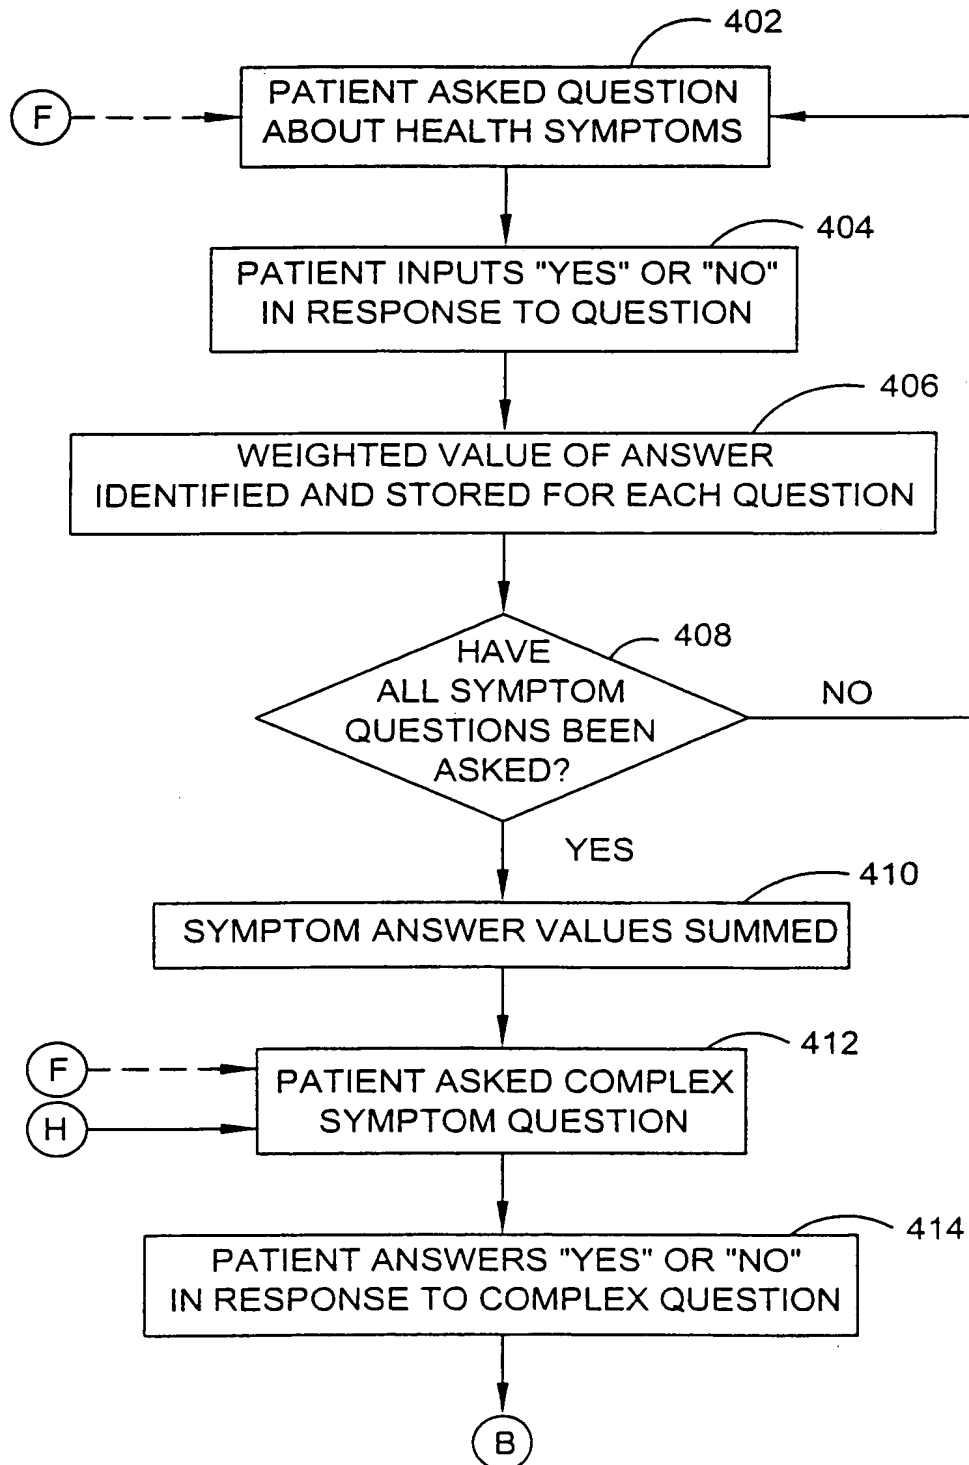 402
PATIENT ASKED QUESTION
ABOUT HEALTH SYMPTOMS
F
404
PATIENT INPUTS "YES" OR "NO"
IN RESPONSE TO QUESTION
406
WEIGHTED VALUE OF ANSWER
IDENTIFIED AND STORED FOR EACH QUESTION
408
HAVE
ALL SYMPTOM
QUESTIONS BEEN
ASKED?
NO
YES
410
SYMPTOM ANSWER VALUES SUMMED
412
F
PATIENT ASKED COMPLEX
SYMPTOM QUESTION
H
414
PATIENT ANSWERS "YES" OR "NO"
IN RESPONSE TO COMPLEX QUESTION
B